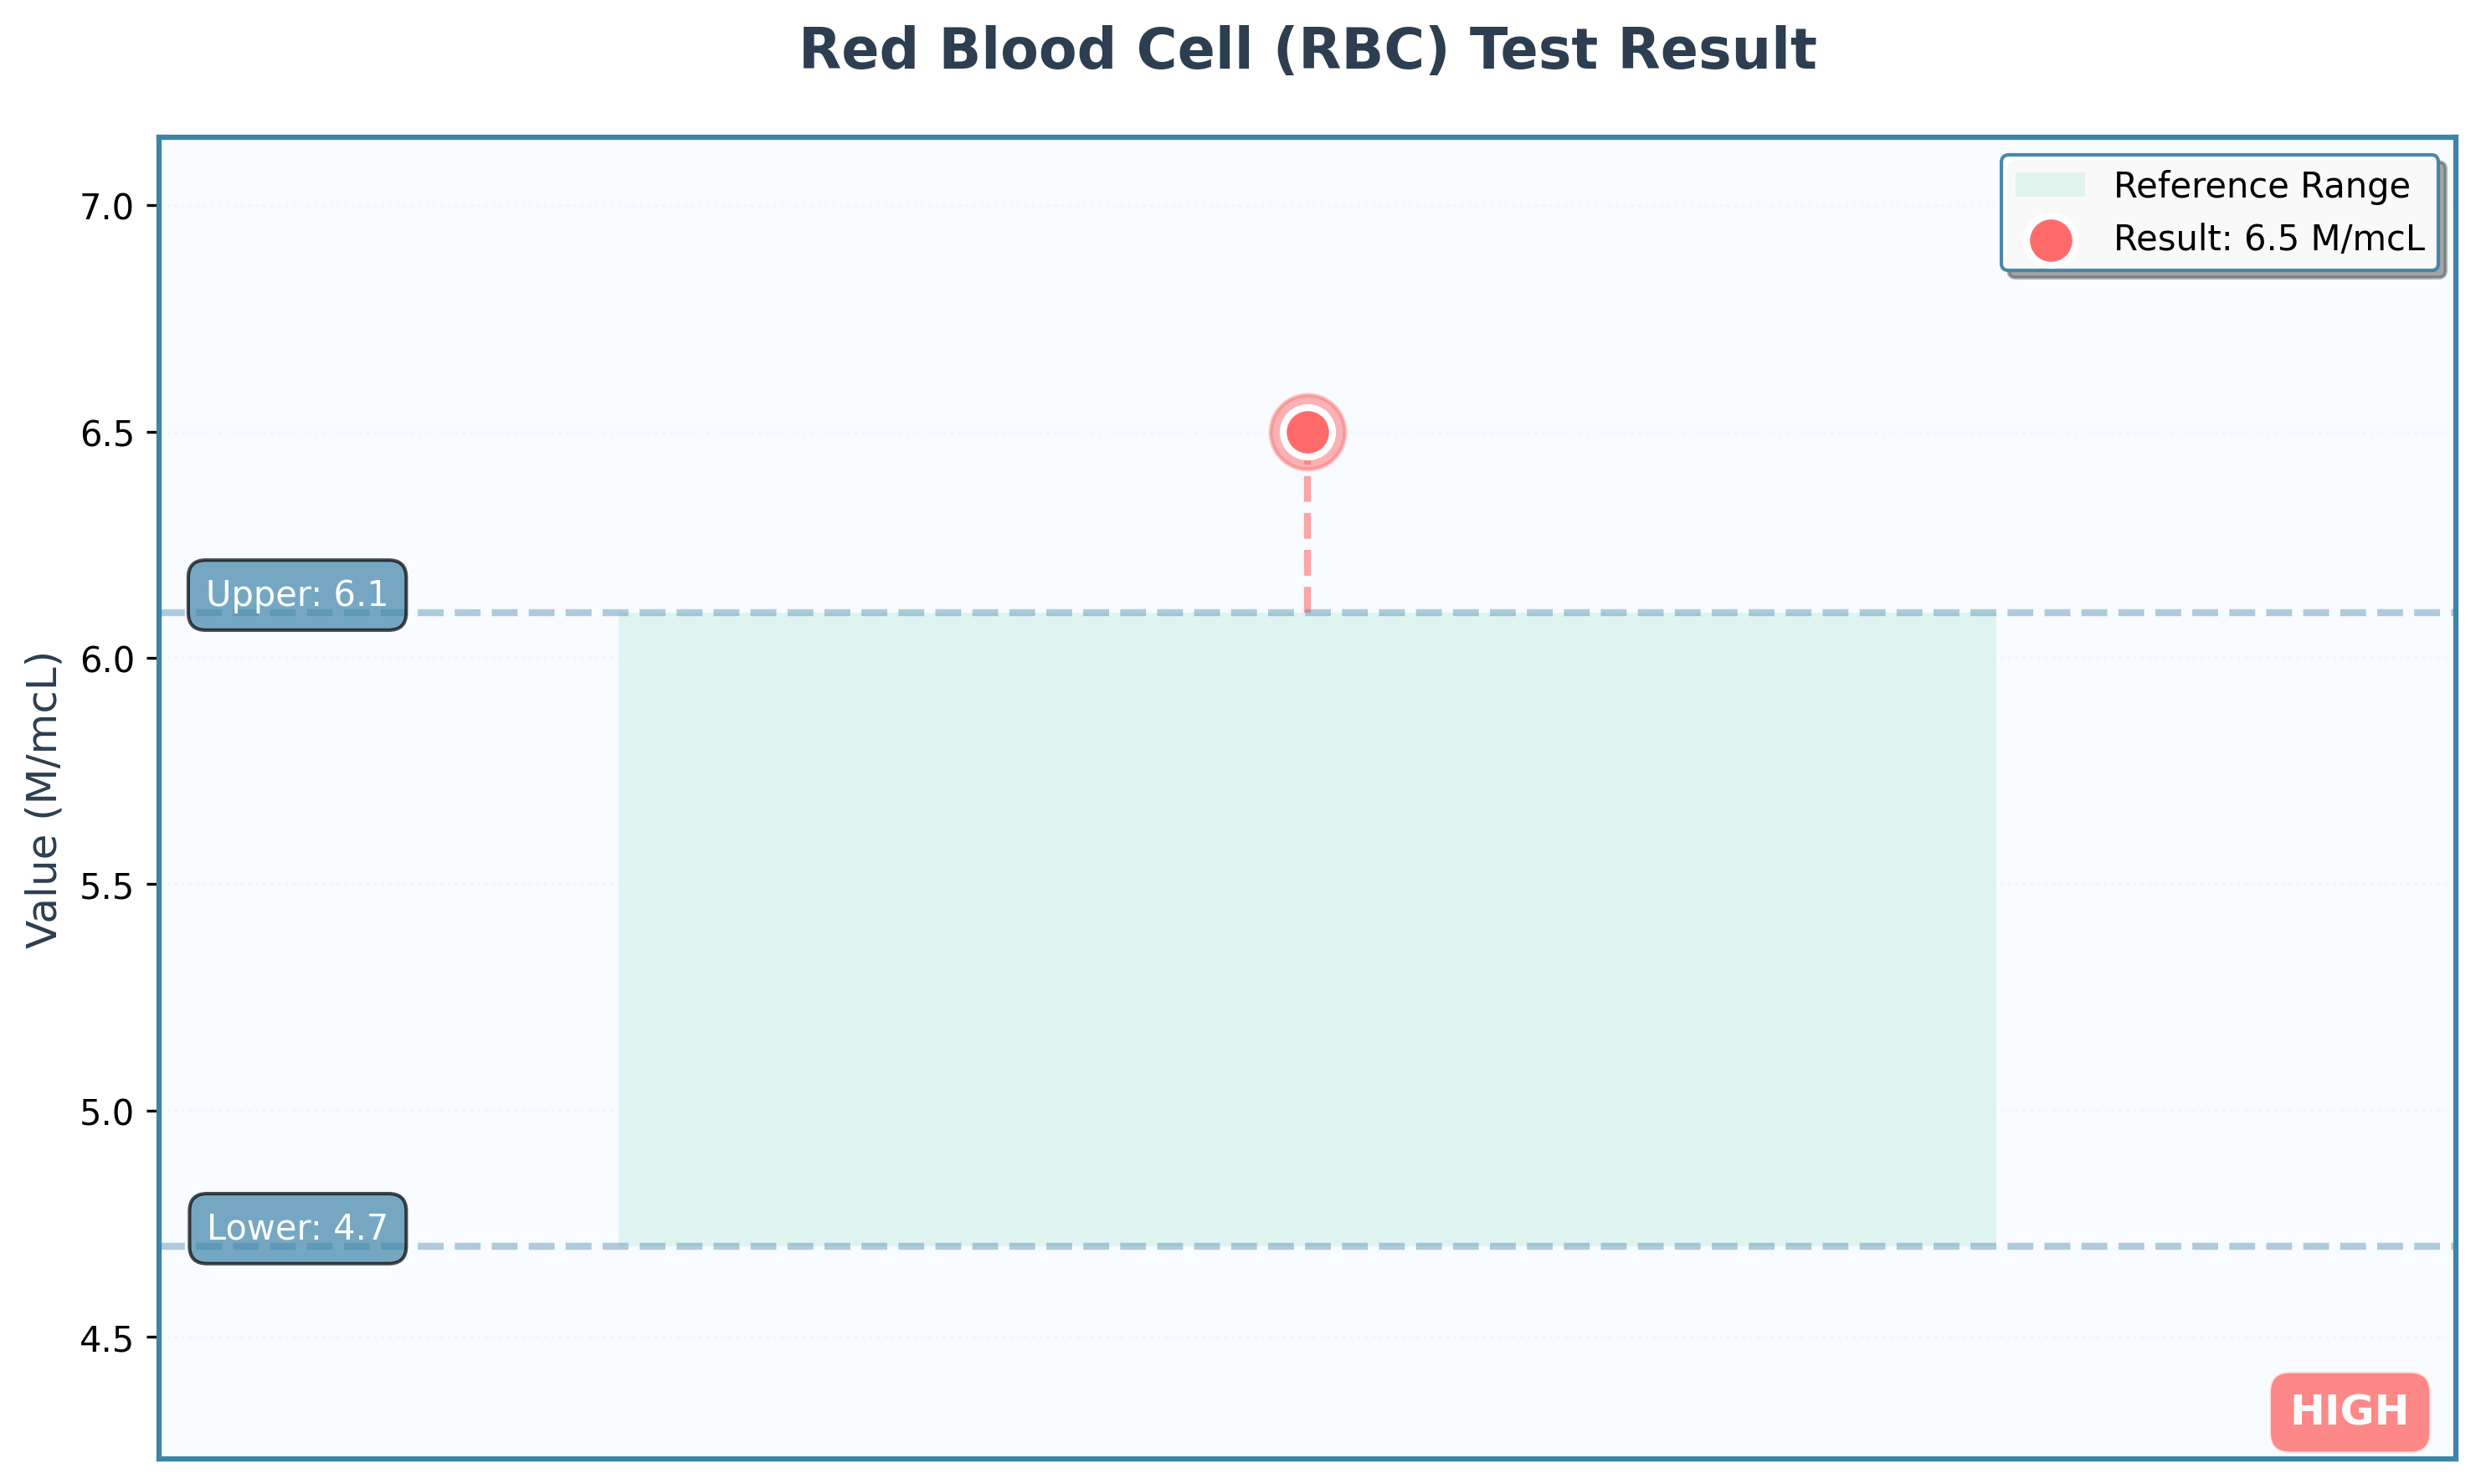 Red Blood Cell (RBC) Test Result
Reference Range
Result: 6.5 M/mcL
Value (M/mcL)
7.0
6.5
Upper: 6.1
6.0
5.5
5.0
Lower: 4.7
4.5
HIGH